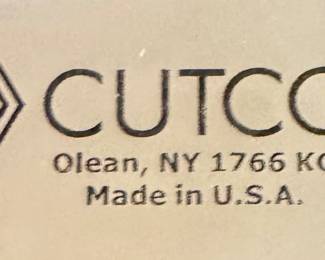 CUTCO
Olean, NY 1766 KC
Made in U.S.A.